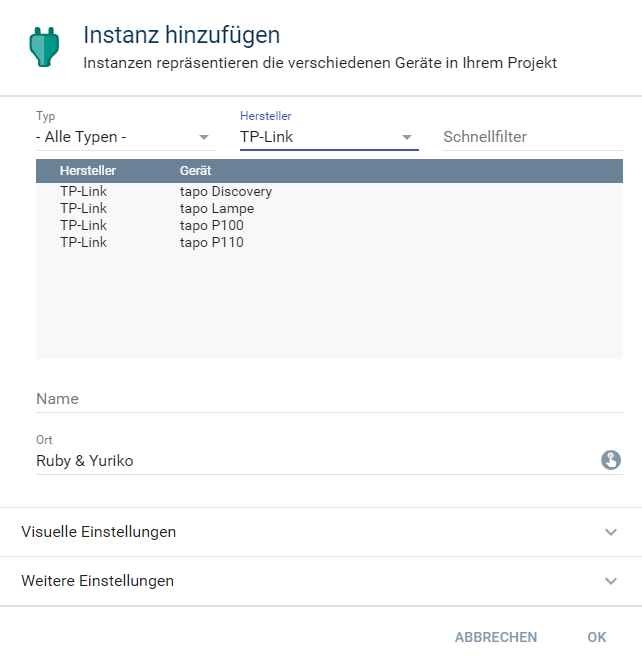 Instanz hinzufügen
Instanzen repräsentieren die verschiedenen Geräte in Ihrem Projekt
Typ
Hersteller
- Alle Typen -
TP-Link
Schnellfilter
Hersteller Gerät
TP-Link tapo Discovery
TP-Link tapo Lampe
TP-Link tapo P100
TP-Link tapo P110
Name
Ort
Ruby & Yuriko
Visuelle Einstellungen
Weitere Einstellungen
ABBRECHEN OK